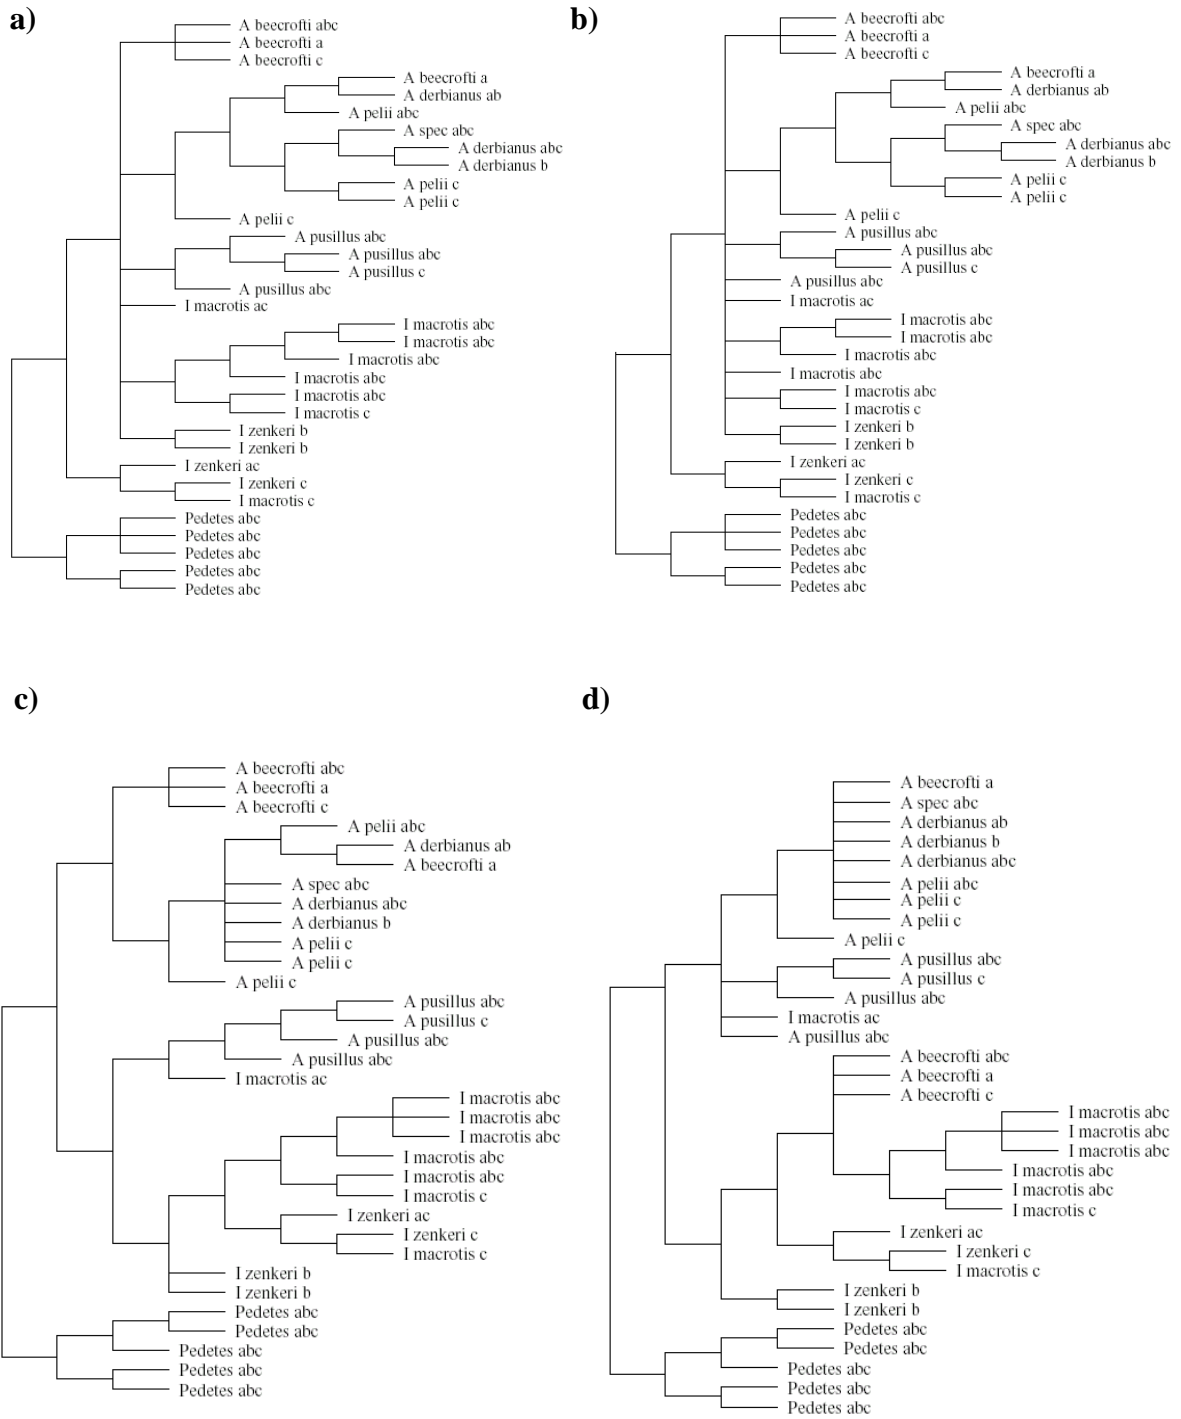 a)
A beecrofti abc
A beecrofti a
A beecrofti c
A beecrofti a
A derbianus ab
A pelii abc
A spec abc
A derbianus abc
A derbianus b
A pelii c
A pelii c
A pelii c
A pusillus abc
A pusillus abc
A pusillus c
A pusillus abc
I macrotis ac
I macrotis abc
I macrotis abc
I macrotis abc
I macrotis abc
I macrotis abc
I macrotis c
I zenkeri b
I zenkeri b
I zenkeri ac
I zenkeri c
I macrotis c
Pedetes abc
Pedetes abc
Pedetes abc
Pedetes abc
Pedetes abc
b)
A beecrofti abc
A beecrofti a
A beecrofti c
A beecrofti a
A derbianus ab
A pelii abc
A spec abc
A derbianus abc
A derbianus b
A pelii c
A pelii c
A pelii c
A pusillus abc
A pusillus abc
A pusillus c
A pusillus abc
I macrotis ac
I macrotis abc
I macrotis abc
I macrotis abc
I macrotis abc
I macrotis abc
I macrotis c
I zenkeri b
I zenkeri b
I zenkeri ac
I zenkeri c
I macrotis c
Pedetes abc
Pedetes abc
Pedetes abc
Pedetes abc
Pedetes abc
c)
A beecrofti abc
A beecrofti a
A beecrofti c
A pelii abc
A derbianus ab
A beecrofti a
A spec abc
A derbianus abc
A derbianus b
A pelii c
A pelii c
A pelii c
A pusillus abc
A pusillus c
A pusillus abc
A pusillus abc
I macrotis ac
I macrotis abc
I macrotis abc
I macrotis abc
I macrotis abc
I macrotis abc
I macrotis c
I zenkeri ac
I zenkeri c
I macrotis c
I zenkeri b
I zenkeri b
Pedetes abc
Pedetes abc
Pedetes abc
Pedetes abc
Pedetes abc
d)
A beecrofti a
A spec abc
A derbianus ab
A derbianus b
A derbianus abc
A pelii abc
A pelii c
A pelii c
A pelii c
A pusillus abc
A pusillus c
A pusillus abc
I macrotis ac
A pusillus abc
A beecrofti abc
A beecrofti a
A beecrofti c
I macrotis abc
I macrotis abc
I macrotis abc
I macrotis abc
I macrotis abc
I macrotis c
I zenkeri ac
I zenkeri c
I macrotis c
I zenkeri b
I zenkeri b
Pedetes abc
Pedetes abc
Pedetes abc
Pedetes abc
Pedetes abc